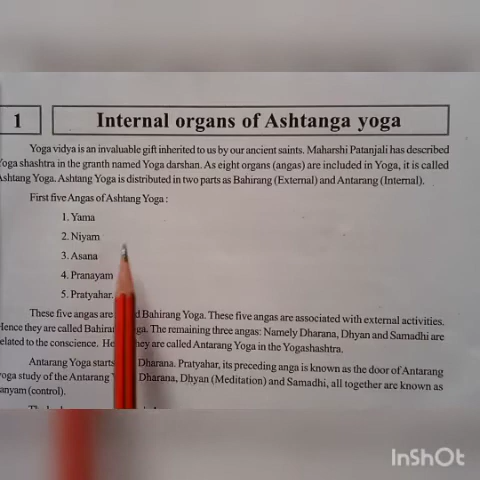 1
Internal organs of Ashtanga yoga
Yoga vidya is an invaluable gift inherited to us by our ancient saints. Maharshi Patanjali has described
Yoga shashtra in the granth named Yoga darshan. As eight organs (angas) are included in Yoga, it is called
Ashtang Yoga. Ashtang Yoga is distributed in two parts as Bahirang (External) and Antarang (Internal).
First five Angas of Ashtang Yoga :
1. Yama
2. Niyam
3. Asana
4. Pranayam
5. Pratyahar.
These five angas are d Bahirang Yoga. These five angas are associated with external activities.
Hence they are called Bahira ga. The remaining three angas: Namely Dharana, Dhyan and Samadhi are
elated to the conscience. He they are called Antarang Yoga in the Yogashashtra.
Antarang Yoga starts Dharana. Pratyahar, its preceding anga is known as the door of Antarang
yoga study of the Antarang Dharana, Dhyan (Meditation) and Samadhi, all together are known as
anyam (control).
InShOt